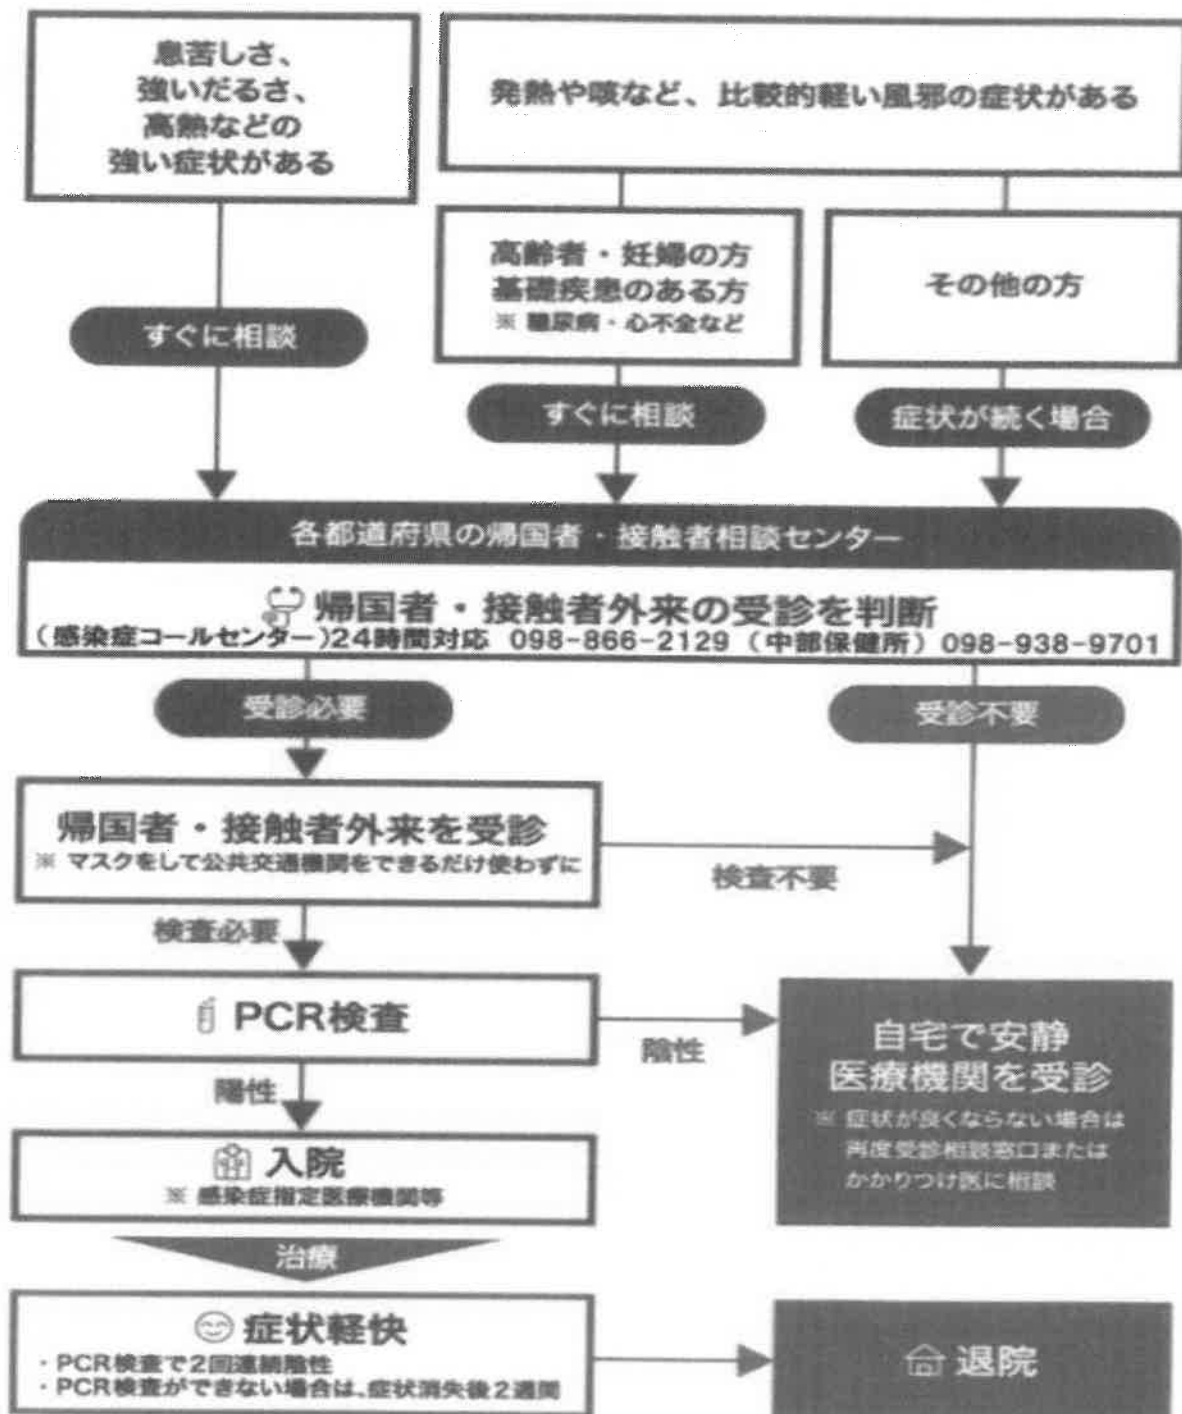 息苦しさ、
強いだるさ、
高熱などの
強い症状がある
発熱や咳など、比較的軽い風邪の症状がある
高齢者・妊婦の方
基礎疾患のある方
※ 糖尿病・心不全など
その他の方
すぐに相談
すぐに相談
症状が続く場合
各都道府県の帰国者・接触者相談センター
帰国者・接触者外来の受診を判断
（感染症コールセンター)24時間対応 098-866-2129（中部保健所）098-938-9701
受診必要
受診不要
帰国者・接触者外来を受診
※ マスクをして公共交通機関をできるだけ使わずに
検査不要
検査必要
PCR検査
陰性
陽性
自宅で安静
医療機関を受診
※ 症状が良くならない場合は
再度受診相談窓口または
かかりつけ医に相談
入院
※ 感染症指定医療機関等
治療
症状軽快
・PCR検査で2回連続陰性
・PCR検査ができない場合は、症状消失後2週間
退院